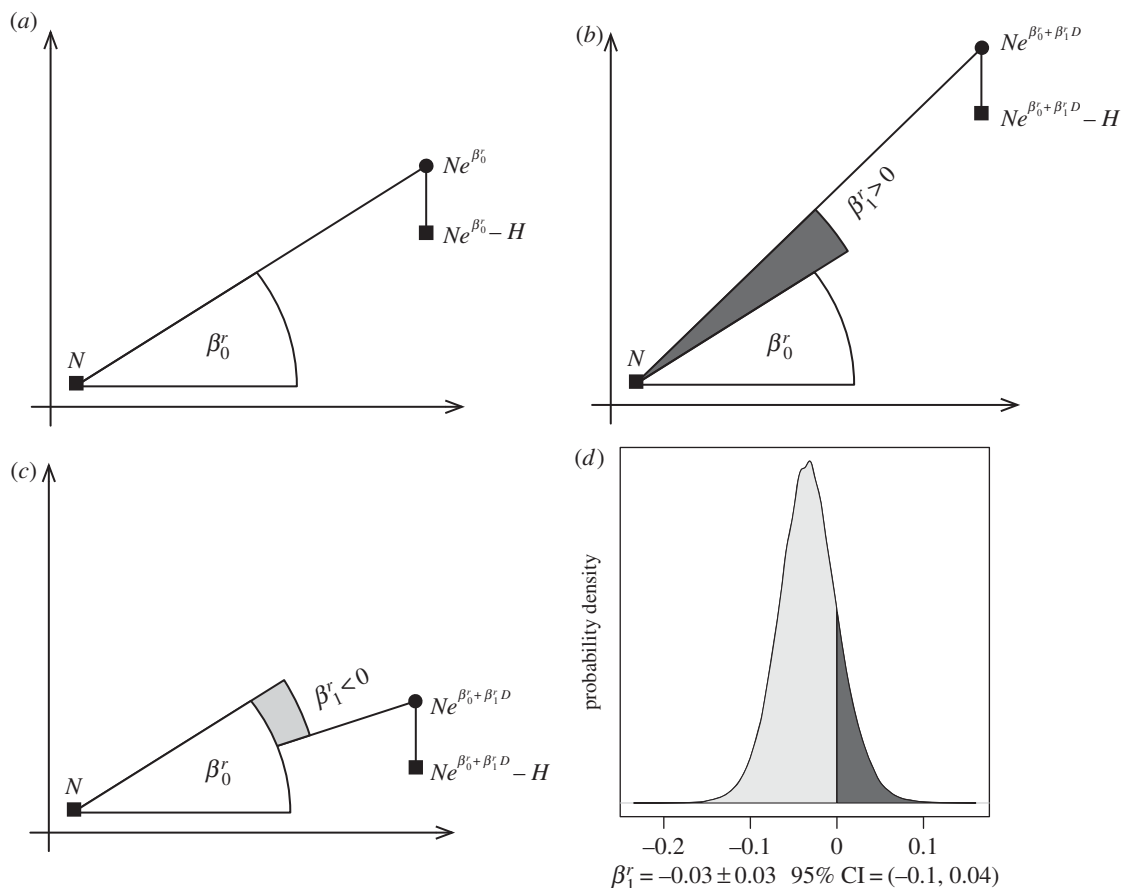 (a)
Ne^{β_0^r}
Ne^{β_0^r} – H
N
β_0^r
(b)
Ne^{β_0^r + β_1^r D}
Ne^{β_0^r + β_1^r D} – H
β_1^r > 0
N
β_0^r
(c)
β_1^r < 0
Ne^{β_0^r + β_1^r D}
Ne^{β_0^r + β_1^r D} – H
N
β_0^r
(d)
probability density
–0.2 –0.1 0 0.1
β_1^r = –0.03 ± 0.03 95% CI = (–0.1, 0.04)